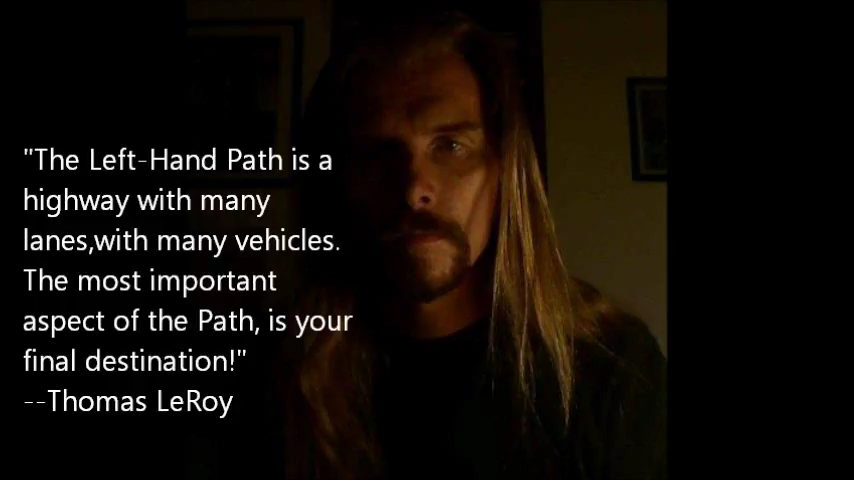 "The Left-Hand Path is a
highway with many
lanes,with many vehicles.
The most important
aspect of the Path, is your
final destination!"
--Thomas LeRoy